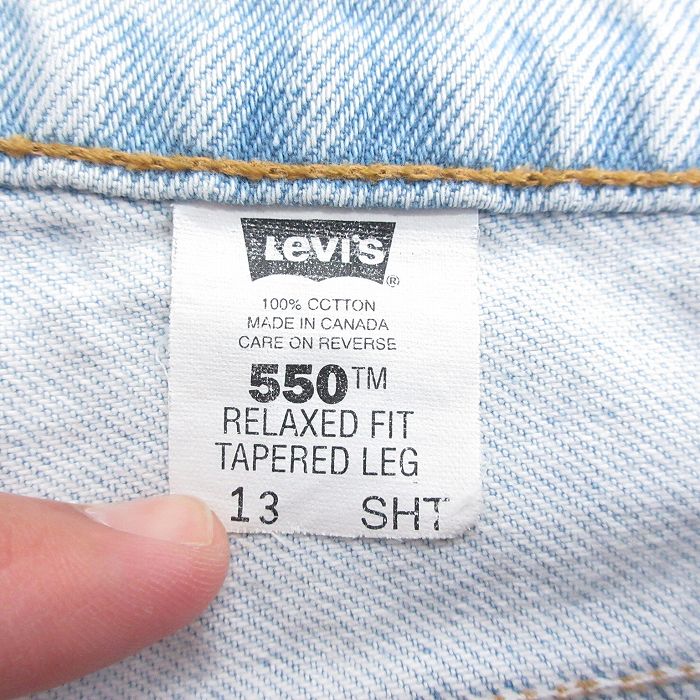 Levi's®
100% COTTON
MADE IN CANADA
CARE ON REVERSE
550™
RELAXED FIT
TAPERED LEG
13 SHT